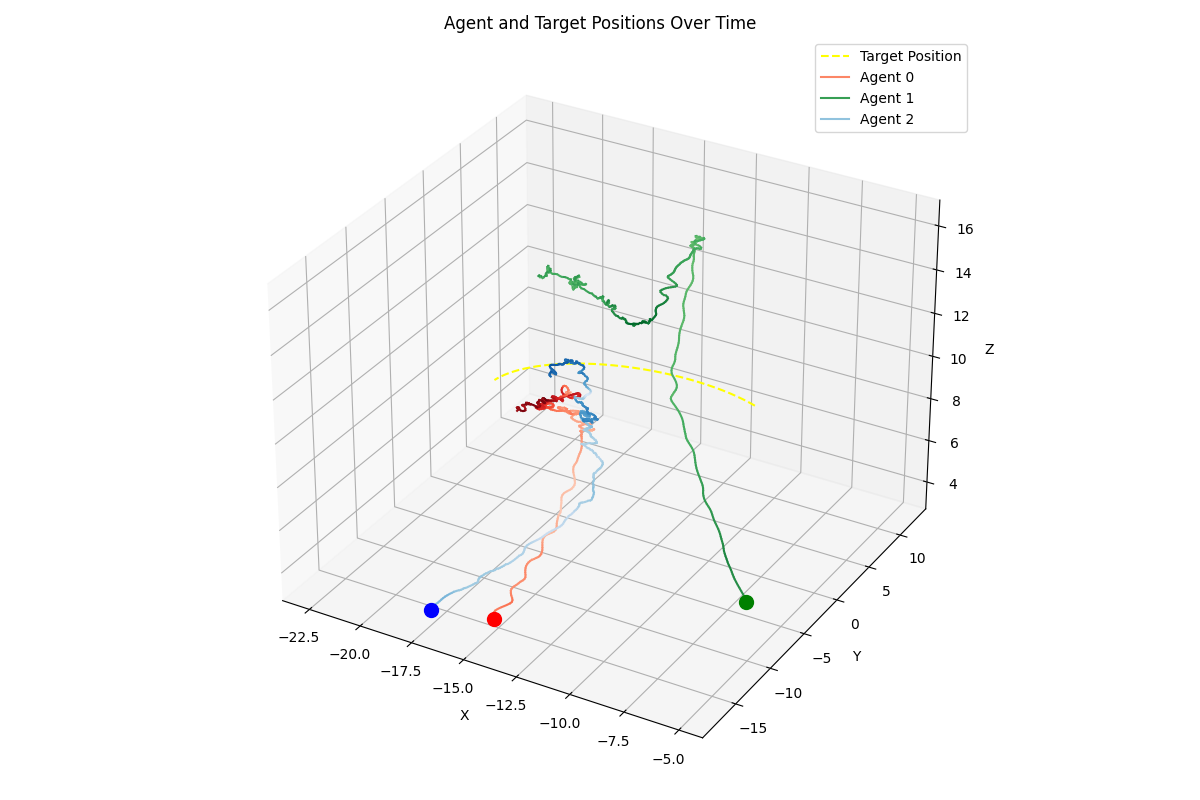 Agent and Target Positions Over Time
Target Position
Agent 0
Agent 1
Agent 2
16
14
12
10
8
6
4
Z
10
5
0
−5
−10
−15
Y
−22.5
−20.0
−17.5
−15.0
−12.5
−10.0
−7.5
−5.0
X